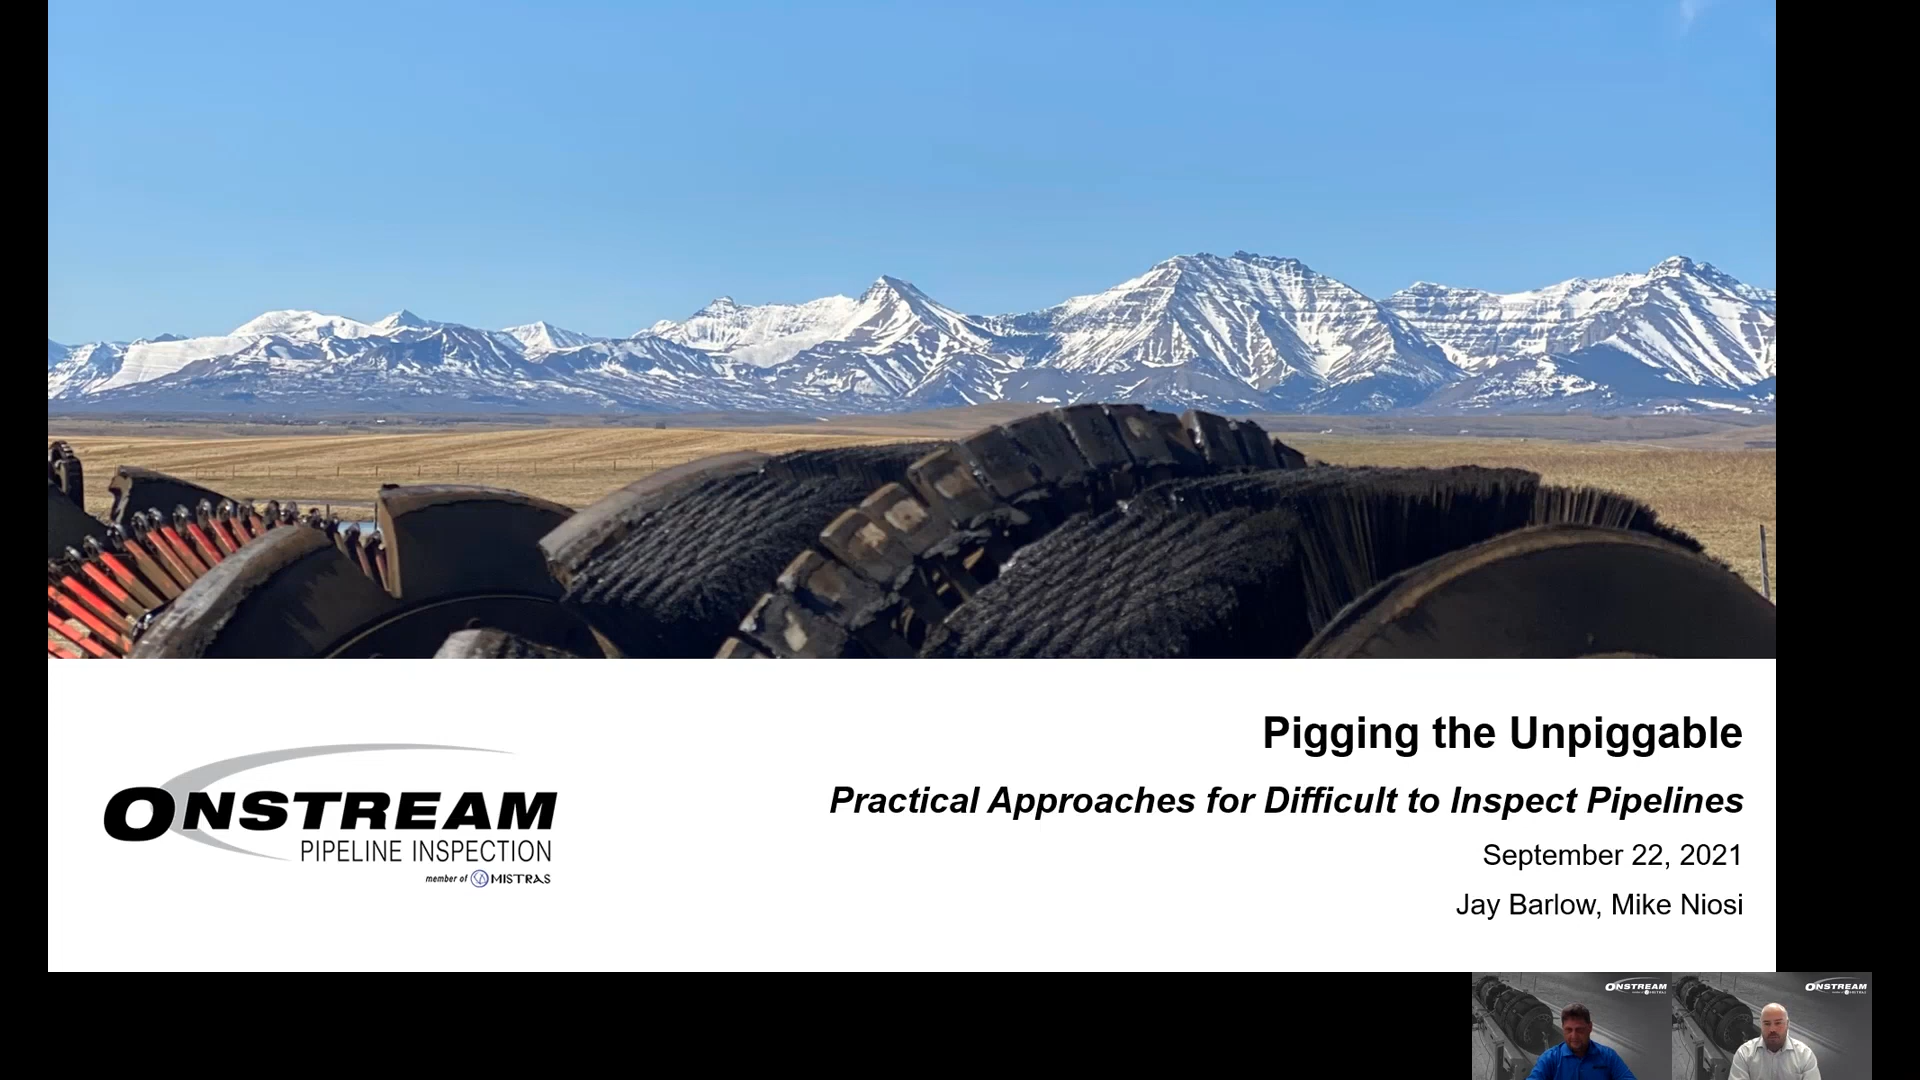 Pigging the Unpiggable
Practical Approaches for Difficult to Inspect Pipelines
September 22, 2021
Jay Barlow, Mike Niosi
ONSTREAM
PIPELINE INSPECTION
member of MISTRAS
ONSTREAM
ONSTREAM